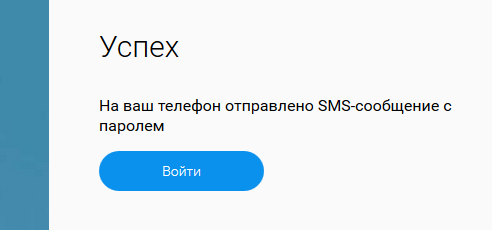 Успех
На ваш телефон отправлено SMS-сообщение с
паролем
Войти